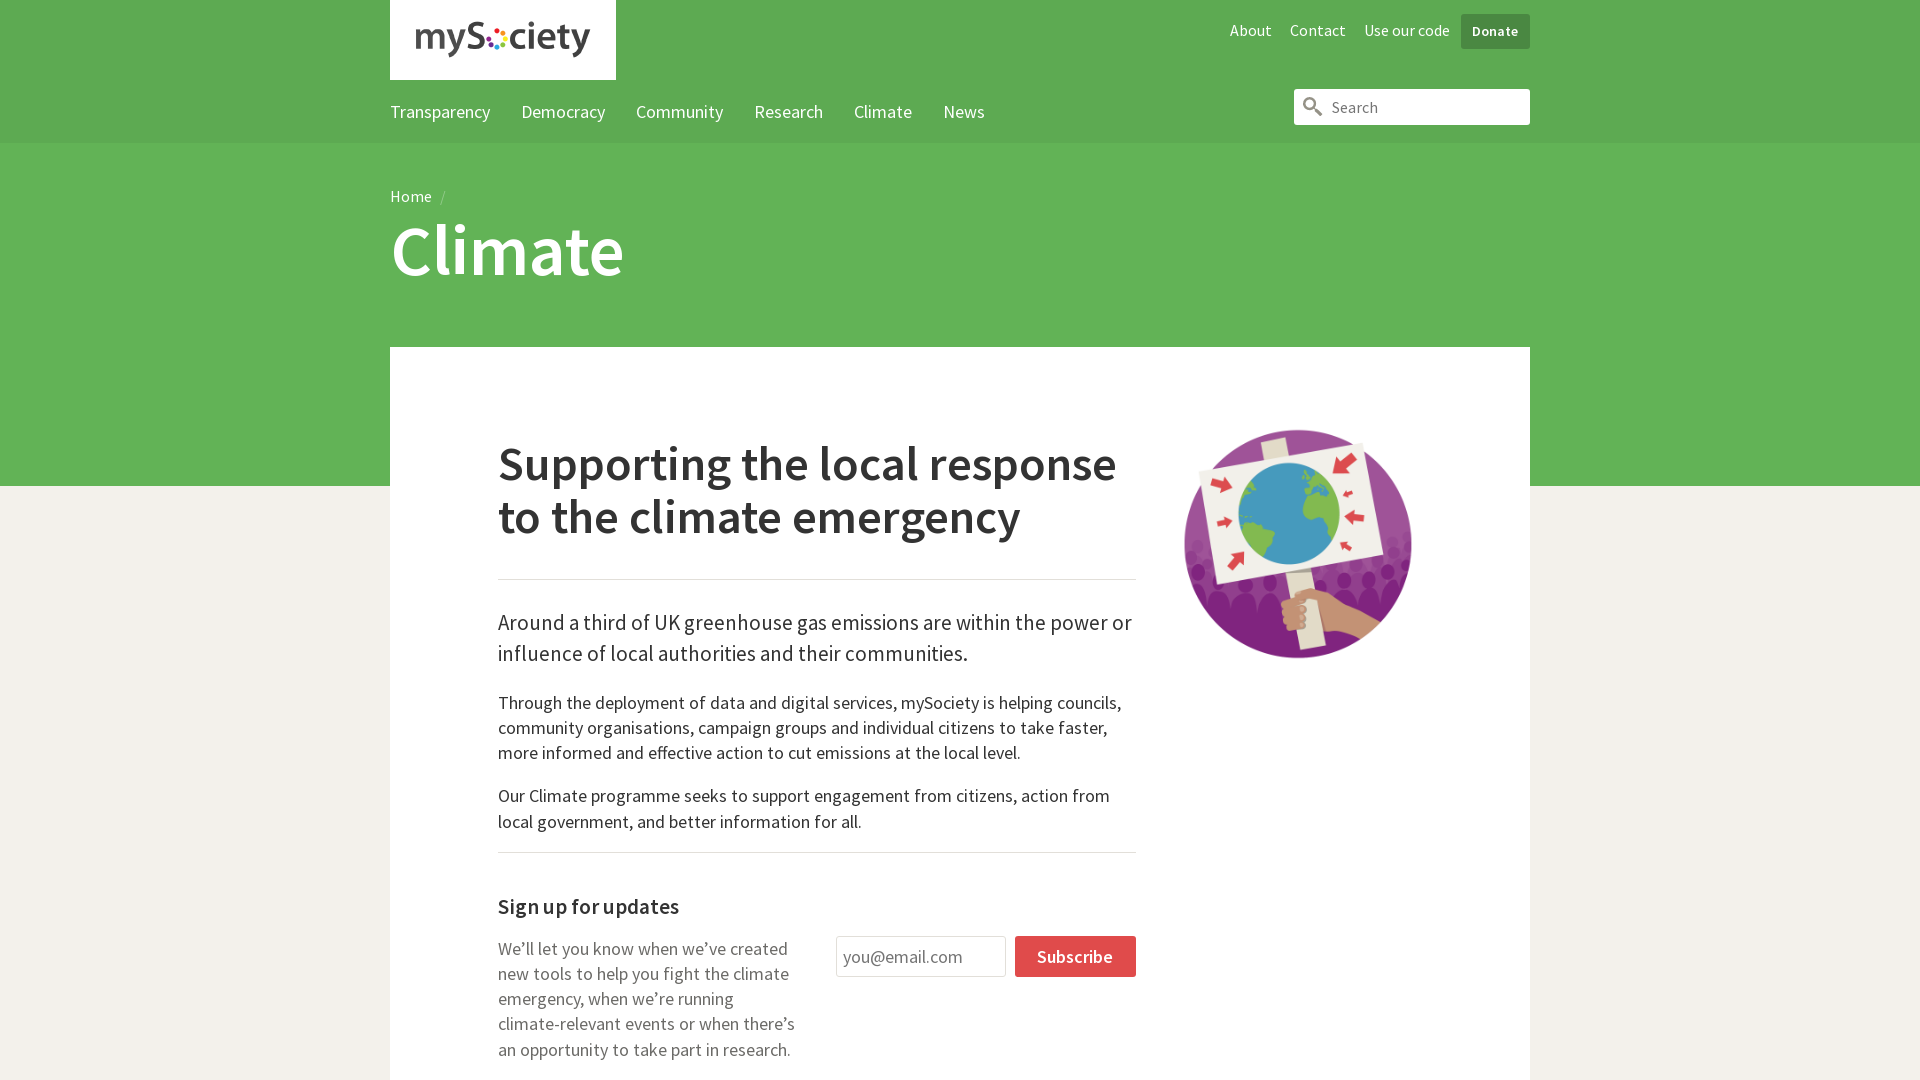 mySociety
About
Contact
Use our code
Donate
Transparency
Democracy
Community
Research
Climate
News
Search
Home /
Climate
Supporting the local response
to the climate emergency
Around a third of UK greenhouse gas emissions are within the power or
influence of local authorities and their communities.
Through the deployment of data and digital services, mySociety is helping councils,
community organisations, campaign groups and individual citizens to take faster,
more informed and effective action to cut emissions at the local level.
Our Climate programme seeks to support engagement from citizens, action from
local government, and better information for all.
Sign up for updates
We’ll let you know when we’ve created
new tools to help you fight the climate
emergency, when we’re running
climate-relevant events or when there’s
an opportunity to take part in research.
you@email.com
Subscribe